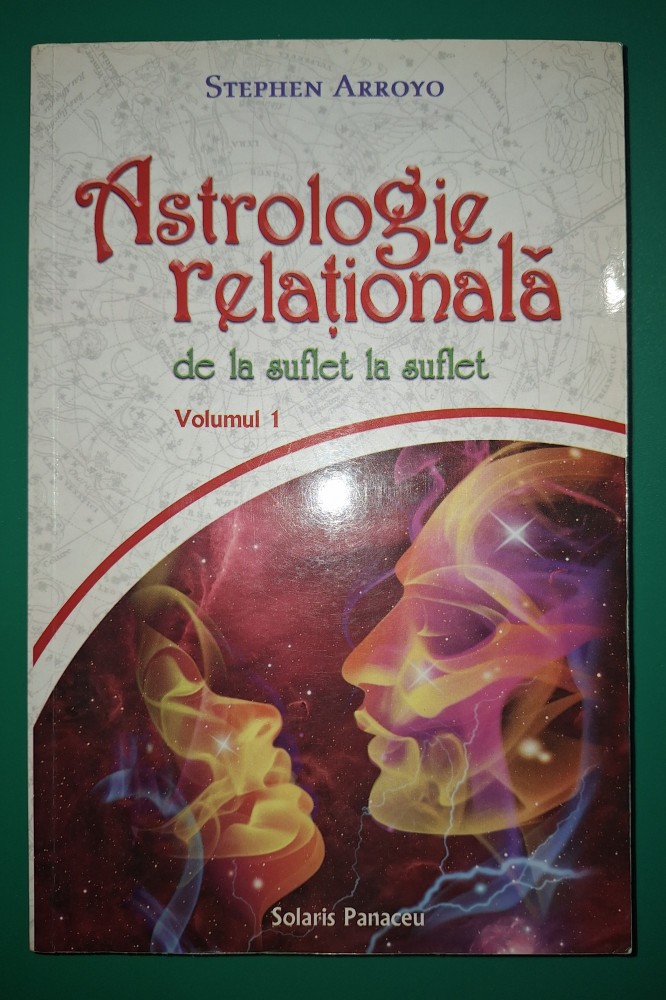 STEPHEN ARROYO
Astrologie
relațională
de la suflet la suflet
Volumul 1
Solaris Panaceu